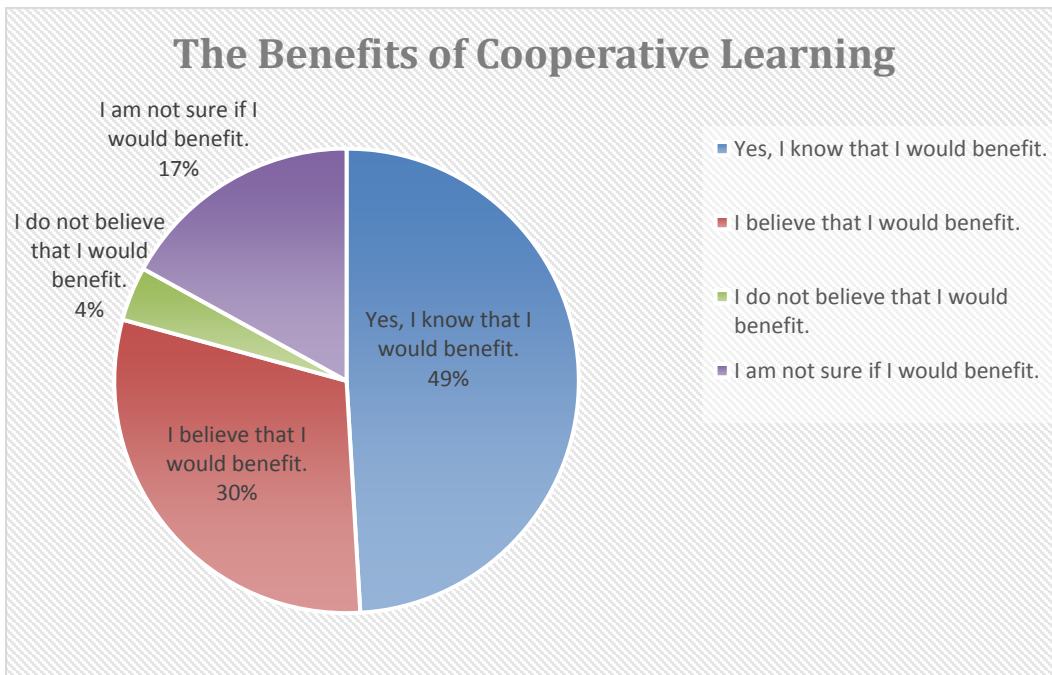 The Benefits of Cooperative Learning
I am not sure if I
would benefit.
17%
I do not believe
that I would
benefit.
4%
Yes, I know that I
would benefit.
49%
I believe that I
would benefit.
30%
Yes, I know that I would benefit.
I believe that I would benefit.
I do not believe that I would
benefit.
I am not sure if I would benefit.